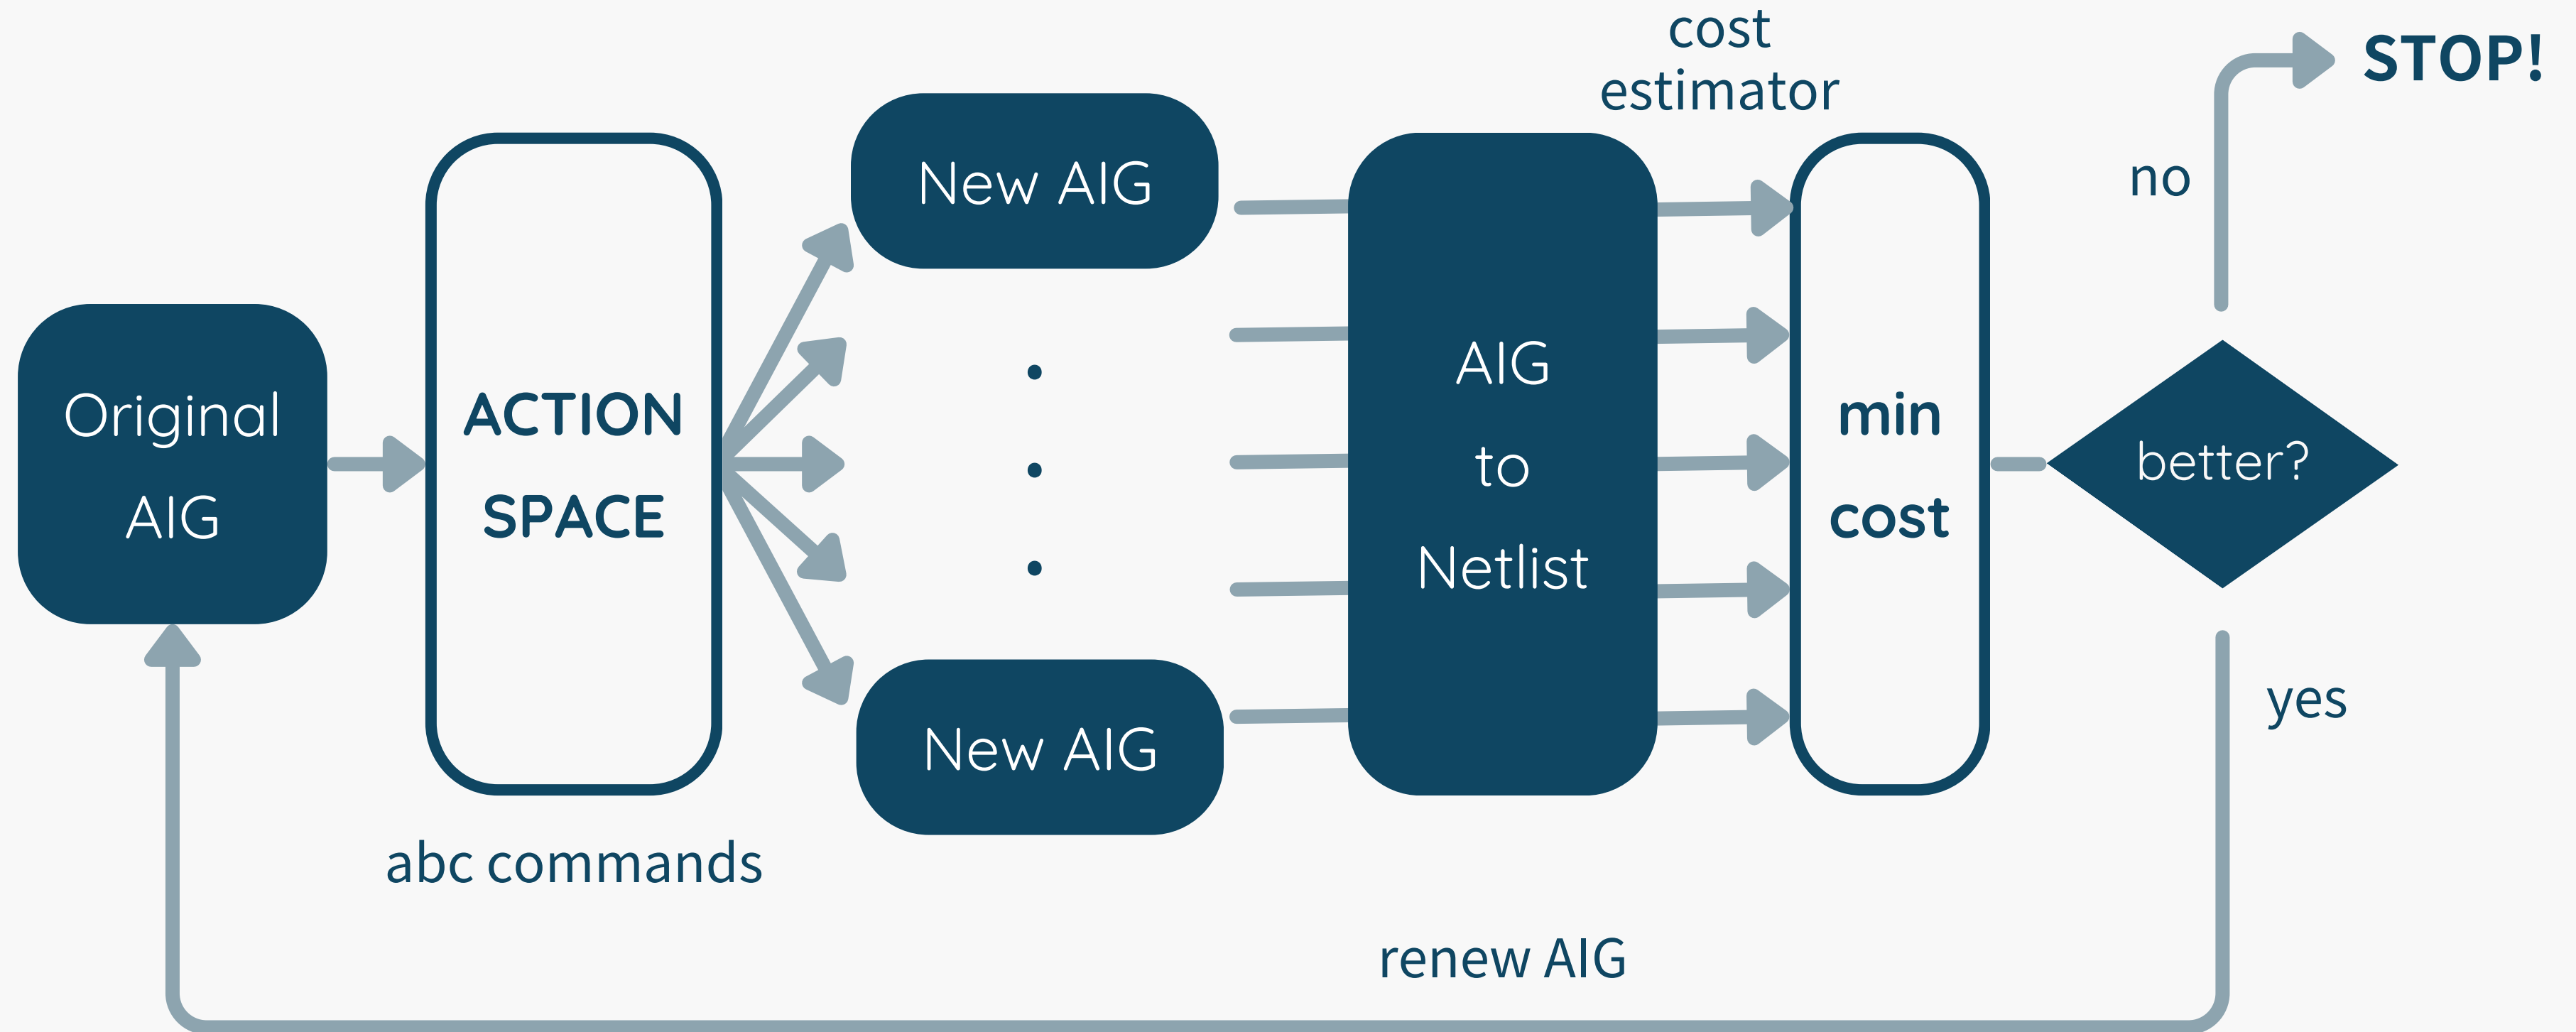 Original
AIG
ACTION
SPACE
abc commands
New AIG
New AIG
AIG
to
Netlist
cost
estimator
min
cost
better?
no
STOP!
yes
renew AIG